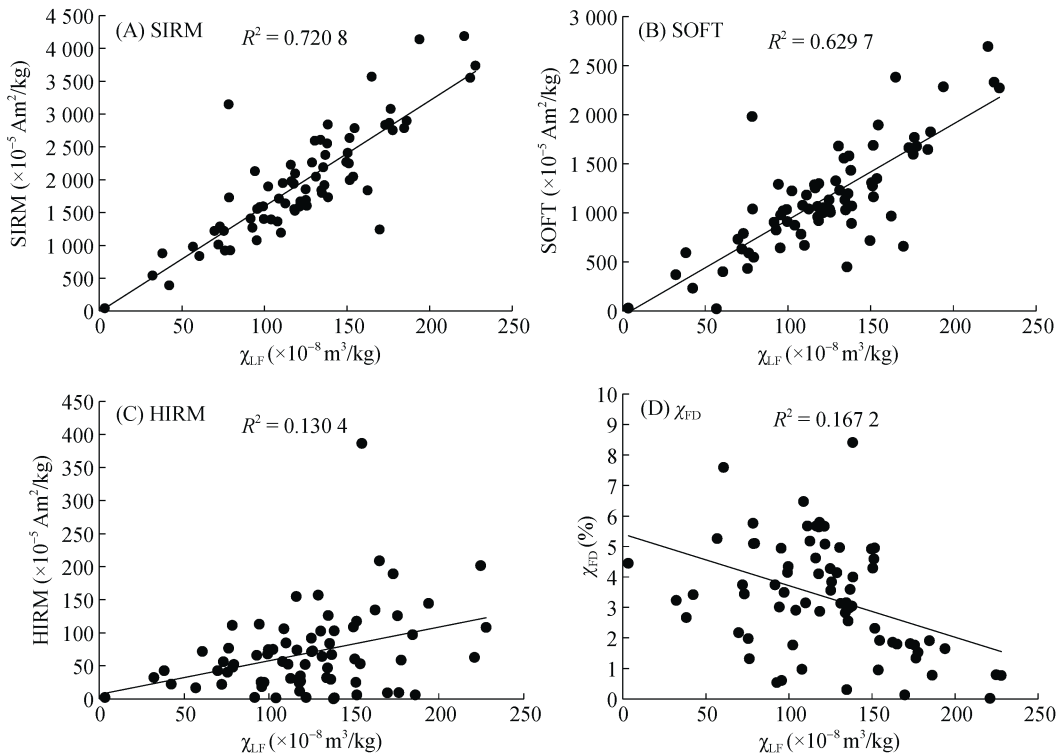 (A) SIRM
R² = 0.720 8
SIRM (×10⁻⁵ Am²/kg)
4 500
4 000
3 500
3 000
2 500
2 000
1 500
1 000
500
0
0 50 100 150 200 250
χLF (×10⁻⁸ m³/kg)
(B) SOFT
R² = 0.629 7
SOFT (×10⁻⁵ Am²/kg)
3 000
2 500
2 000
1 500
1 000
500
0
0 50 100 150 200 250
χLF (×10⁻⁸ m³/kg)
(C) HIRM
R² = 0.130 4
HIRM (×10⁻⁵ Am²/kg)
450
400
350
300
250
200
150
100
50
0
0 50 100 150 200 250
χLF (×10⁻⁸ m³/kg)
(D) χFD
R² = 0.167 2
χFD (%)
10
9
8
7
6
5
4
3
2
1
0
0 50 100 150 200 250
χLF (×10⁻⁸ m³/kg)